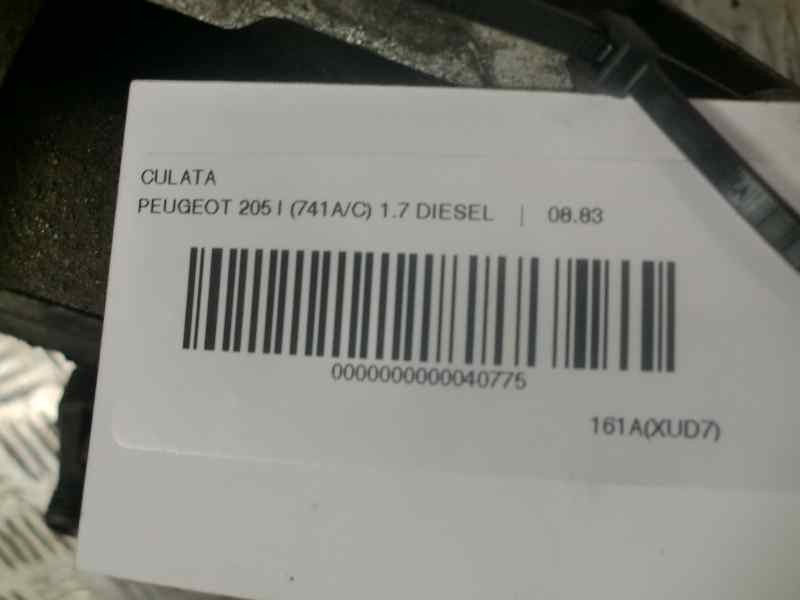 CULATA
PEUGEOT 205 I (741A/C) 1.7 DIESEL | 08.83
0000000000040775
161A(XUD7)